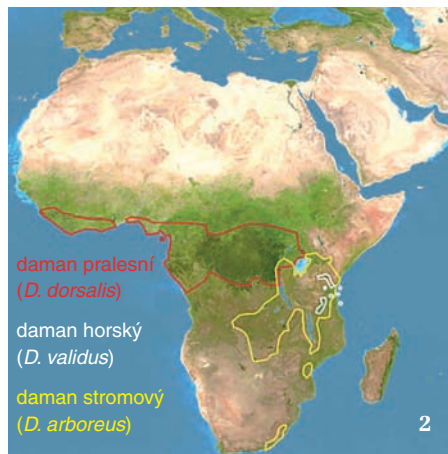 daman pralesní
(D. dorsalis)
daman horský
(D. validus)
daman stromový
(D. arboreus)
2